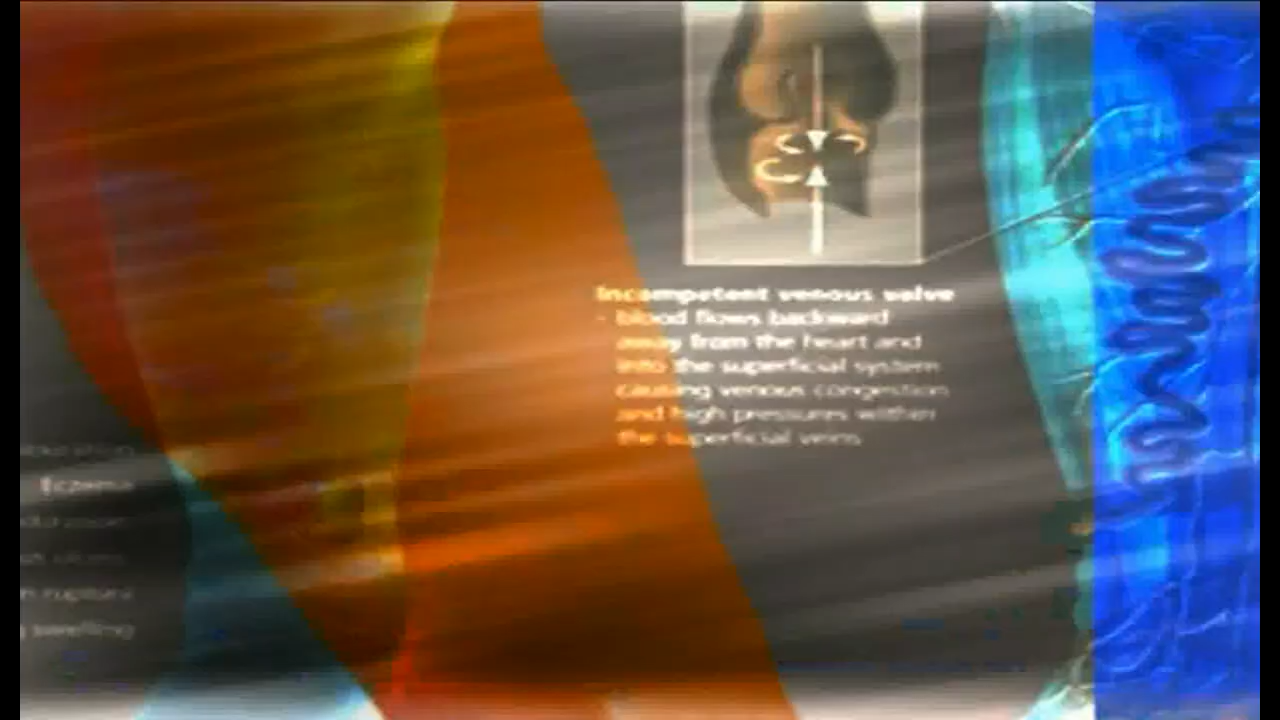 Incompetent venous valve
- blood flows backward
away from the heart and
into the superficial system
causing venous congestion
and high pressures within
the superficial veins
Eczema
swelling